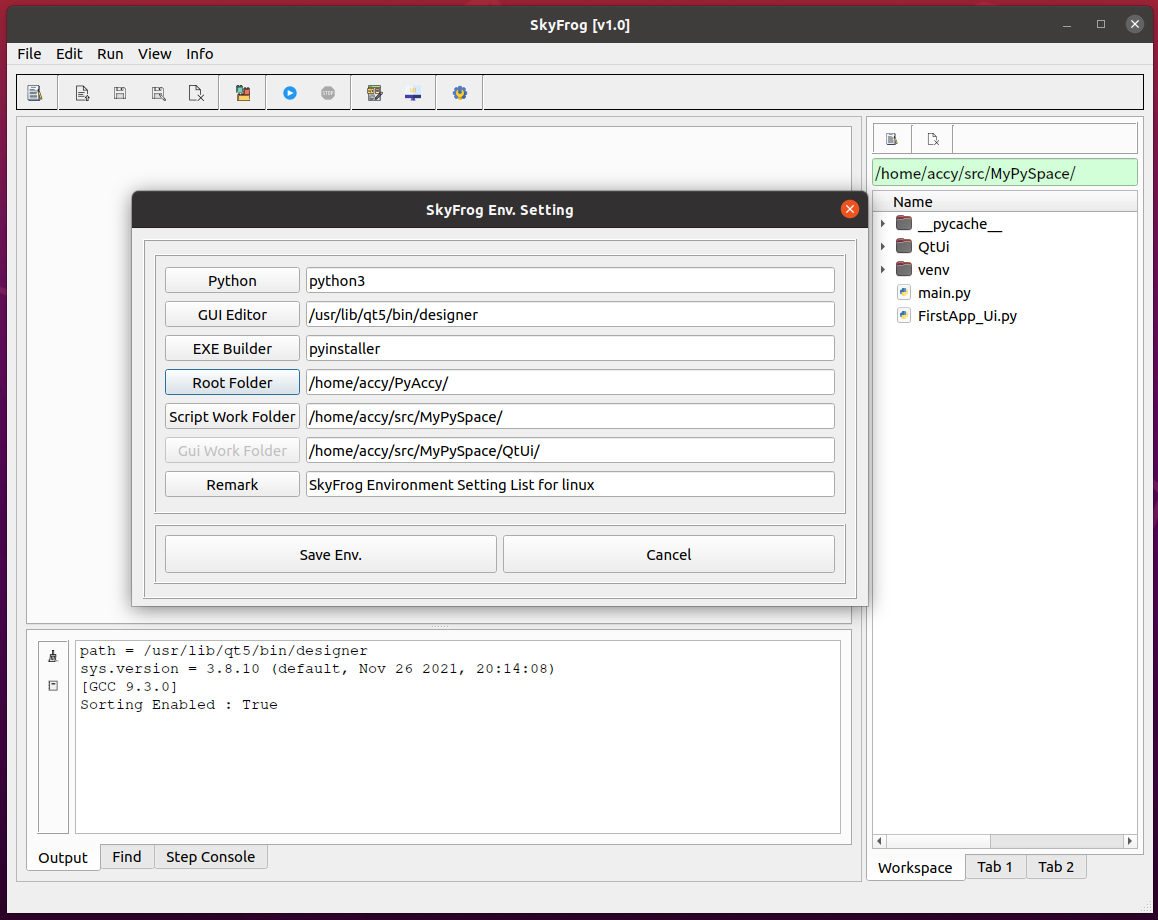 SkyFrog [v1.0]
File Edit Run View Info
STOP
/home/accy/src/MyPySpace/
Name
__pycache__
QtUi
venv
main.py
FirstApp_Ui.py
SkyFrog Env. Setting
Python python3
GUI Editor /usr/lib/qt5/bin/designer
EXE Builder pyinstaller
Root Folder /home/accy/PyAccy/
Script Work Folder /home/accy/src/MyPySpace/
Gui Work Folder /home/accy/src/MyPySpace/QtUi/
Remark SkyFrog Environment Setting List for linux
Save Env. Cancel
path = /usr/lib/qt5/bin/designer
sys.version = 3.8.10 (default, Nov 26 2021, 20:14:08)
[GCC 9.3.0]
Sorting Enabled : True
Output Find Step Console
Workspace Tab 1 Tab 2